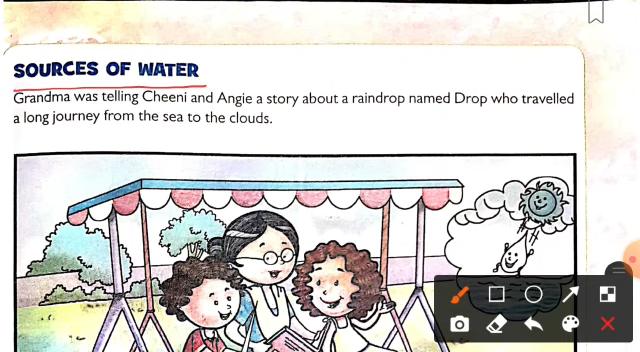 SOURCES OF WATER
Grandma was telling Cheeni and Angie a story about a raindrop named Drop who travelled
a long journey from the sea to the clouds.